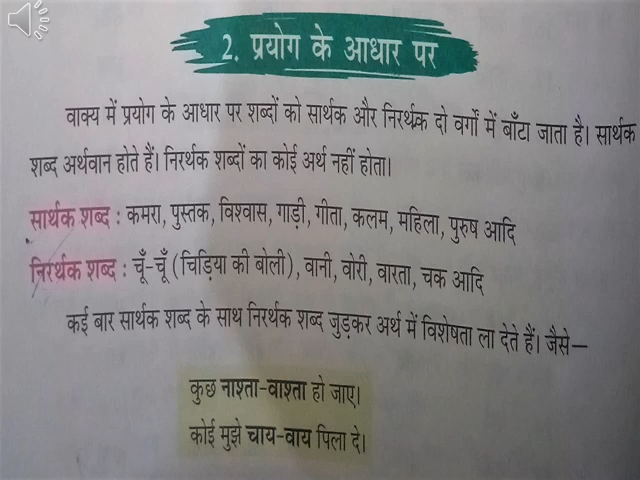 2. प्रयोग के आधार पर
वाक्य में प्रयोग के आधार पर शब्दों को सार्थक और निरर्थक दो वर्गों में बाँटा जाता है। सार्थक
शब्द अर्थवान होते हैं। निरर्थक शब्दों का कोई अर्थ नहीं होता।
सार्थक शब्द : कमरा, पुस्तक, विश्वास, गाड़ी, गीता, कलम, महिला, पुरुष आदि
निरर्थक शब्द : चूँ-चूँ (चिड़िया की बोली), वानी, वोरी, वारता, चक आदि
कई बार सार्थक शब्द के साथ निरर्थक शब्द जुड़कर अर्थ में विशेषता ला देते हैं। जैसे—
कुछ नाश्ता-वाश्ता हो जाए।
कोई मुझे चाय-वाय पिला दे।